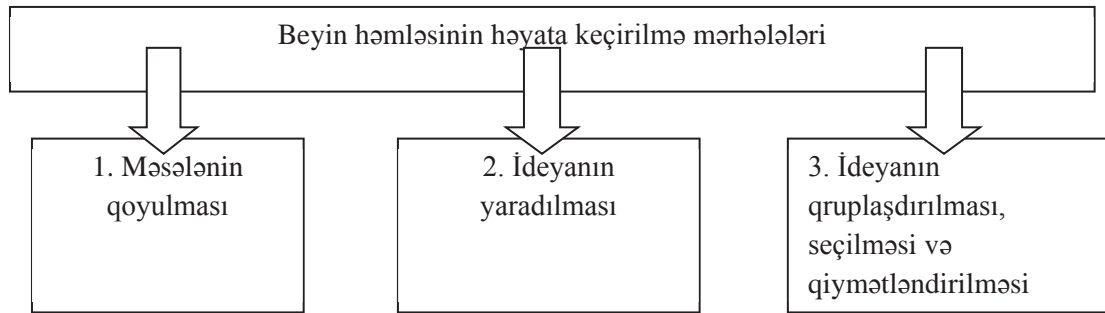 Beyin həmləsinin həyata keçirilmə mərhələləri
1. Məsələnin
qoyulması
2. İdeyanın
yaradılması
3. İdeyanın
qruplaşdırılması,
seçilməsi və
qiymətləndirilməsi